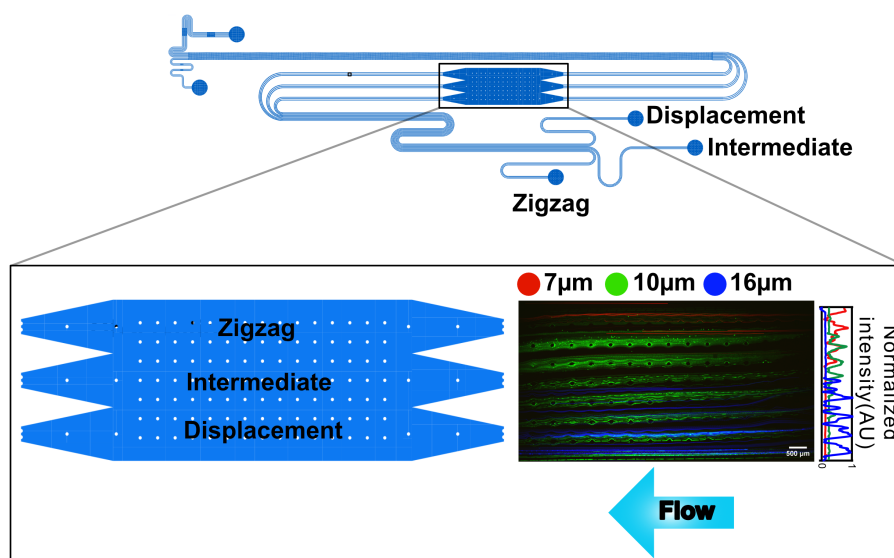 Displacement
Intermediate
Zigzag
7µm 10µm 16µm
Zigzag
Intermediate
Displacement
500 µm
0 1
Normalized
intensity(AU)
Flow